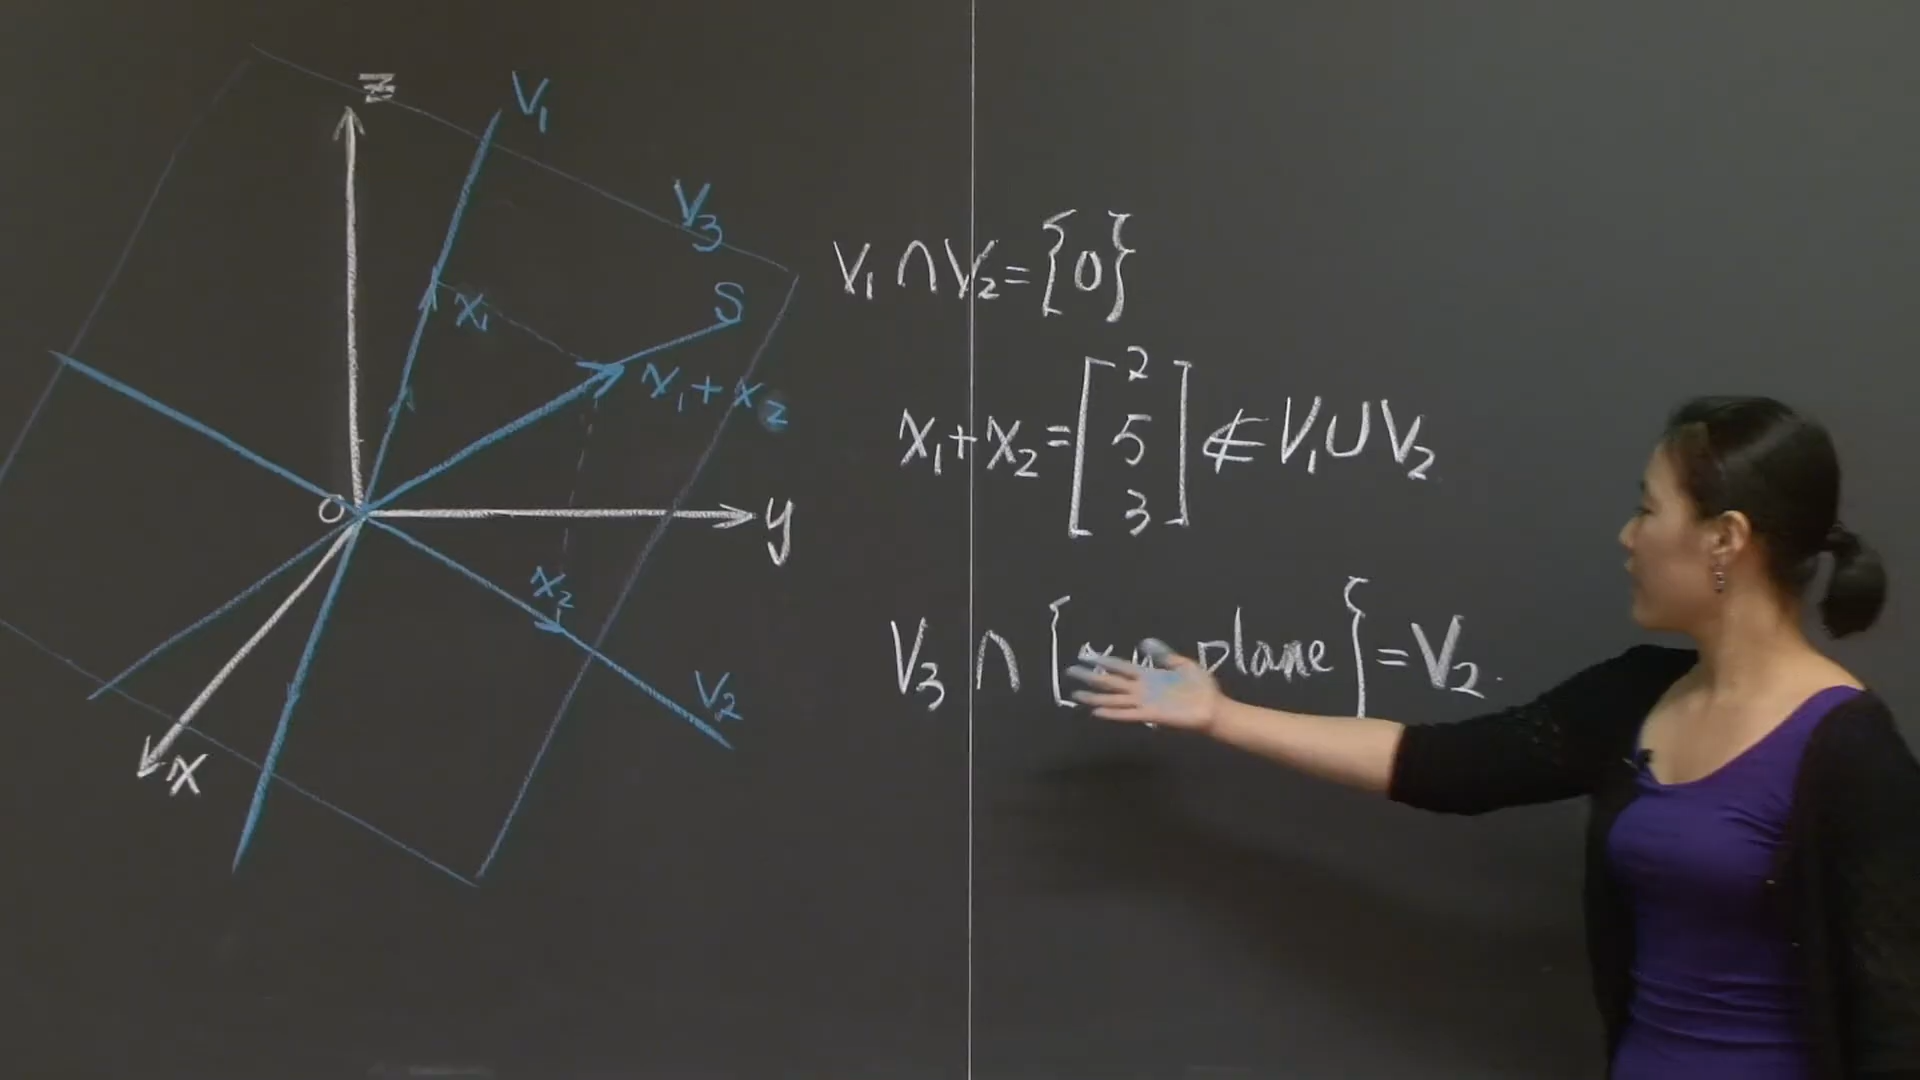 Z
V₁
V₃
S
x₁
x₁ + x₂
O
y
x₂
V₂
x
V₁ ∩ V₂ = {0}
x₁ + x₂ = [2 5 3] ∉ V₁ ∪ V₂
V₃ ∩ { plane} = V₂.